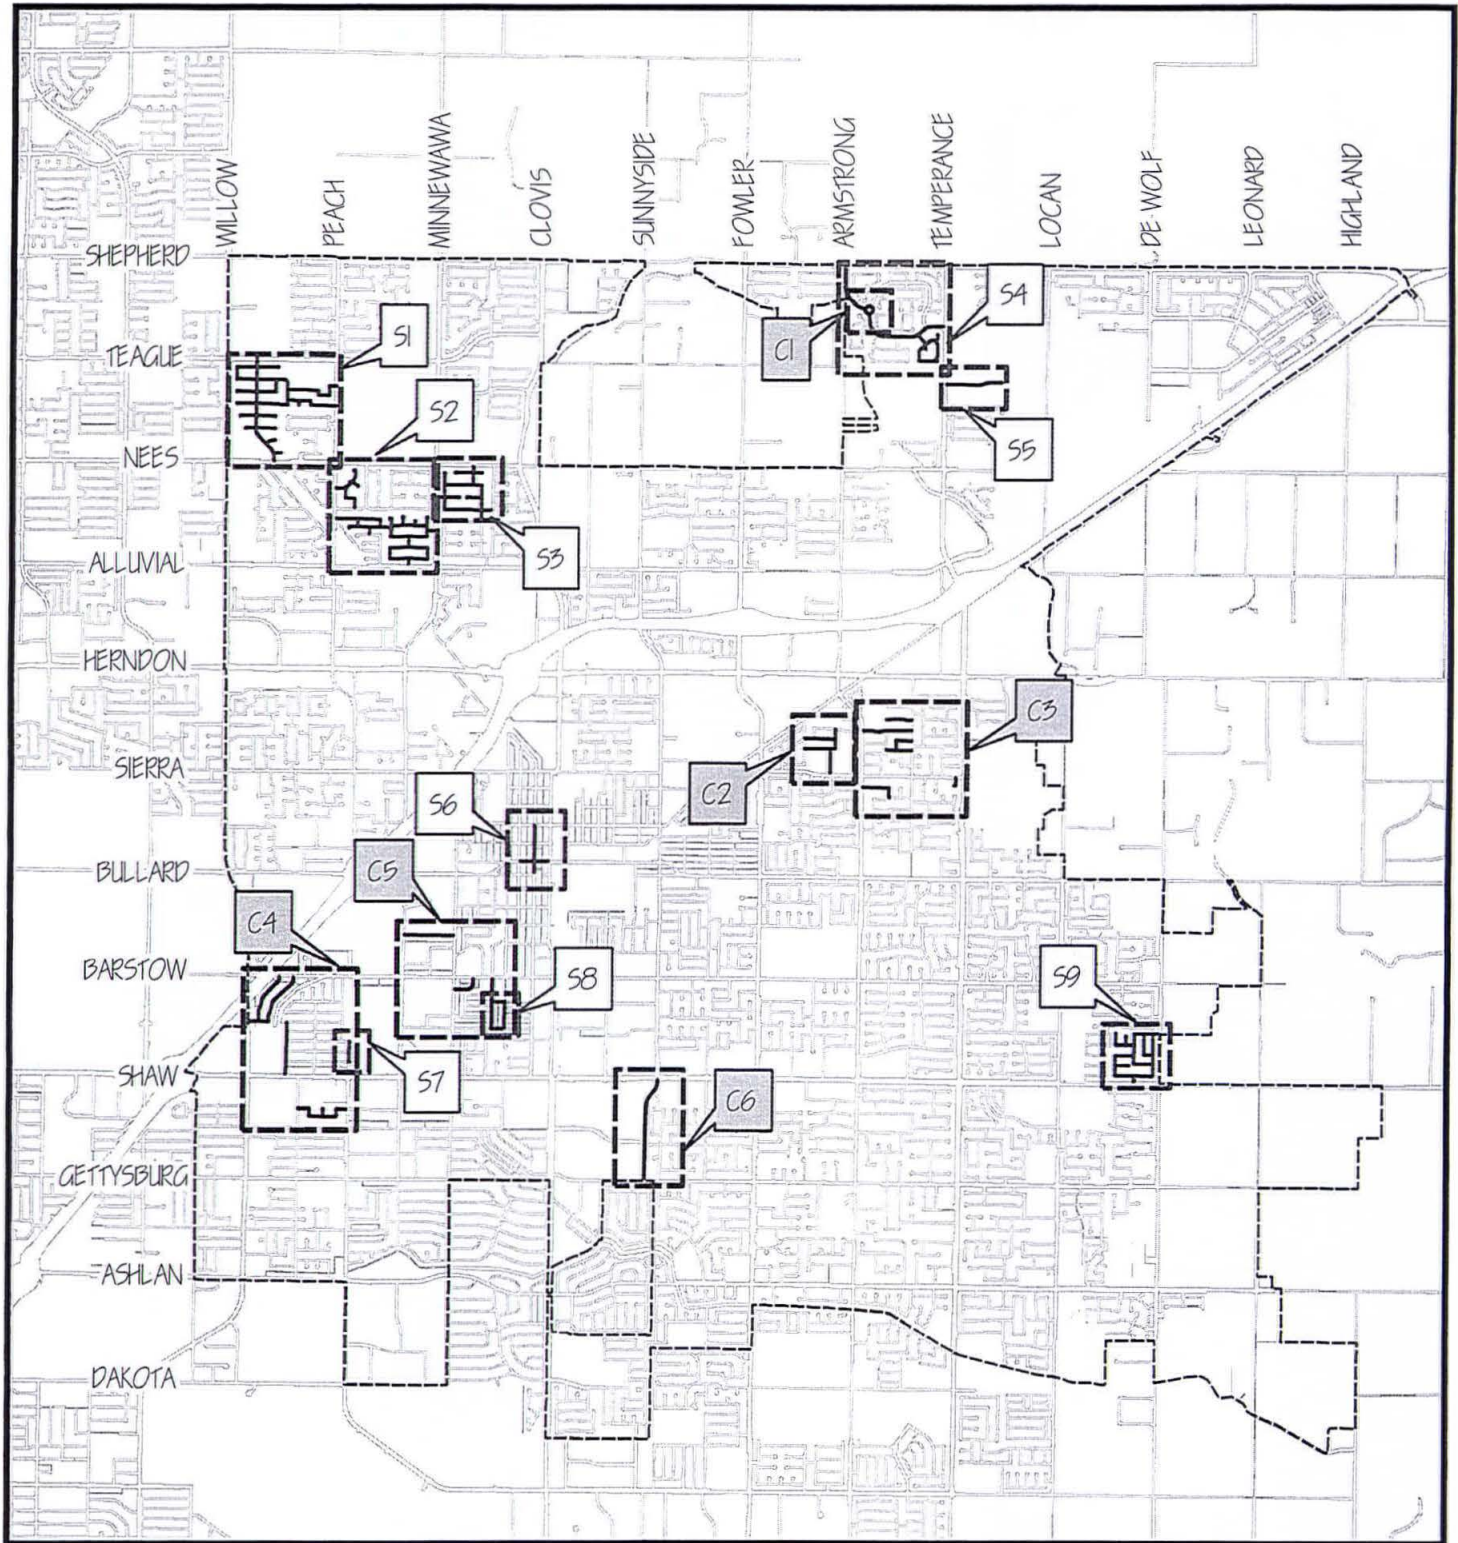 WILLOW
PEACH
MINNEWAWA
CLOVIS
SUNNYSIDE
FOWLER
ARMSTRONG
TEMPERANCE
LOCAN
DE WOLF
LEONARD
HIGHLAND
SHEPHERD
S4
S1
C1
TEAGUE
S2
S5
NEES
S3
ALLUVIAL
HERNDON
C3
SIERRA
C2
S6
BULLARD
C5
C4
BARSTOW
S8
S9
SHAW
S7
C6
GETTYSBURG
ASHLAN
DAKOTA